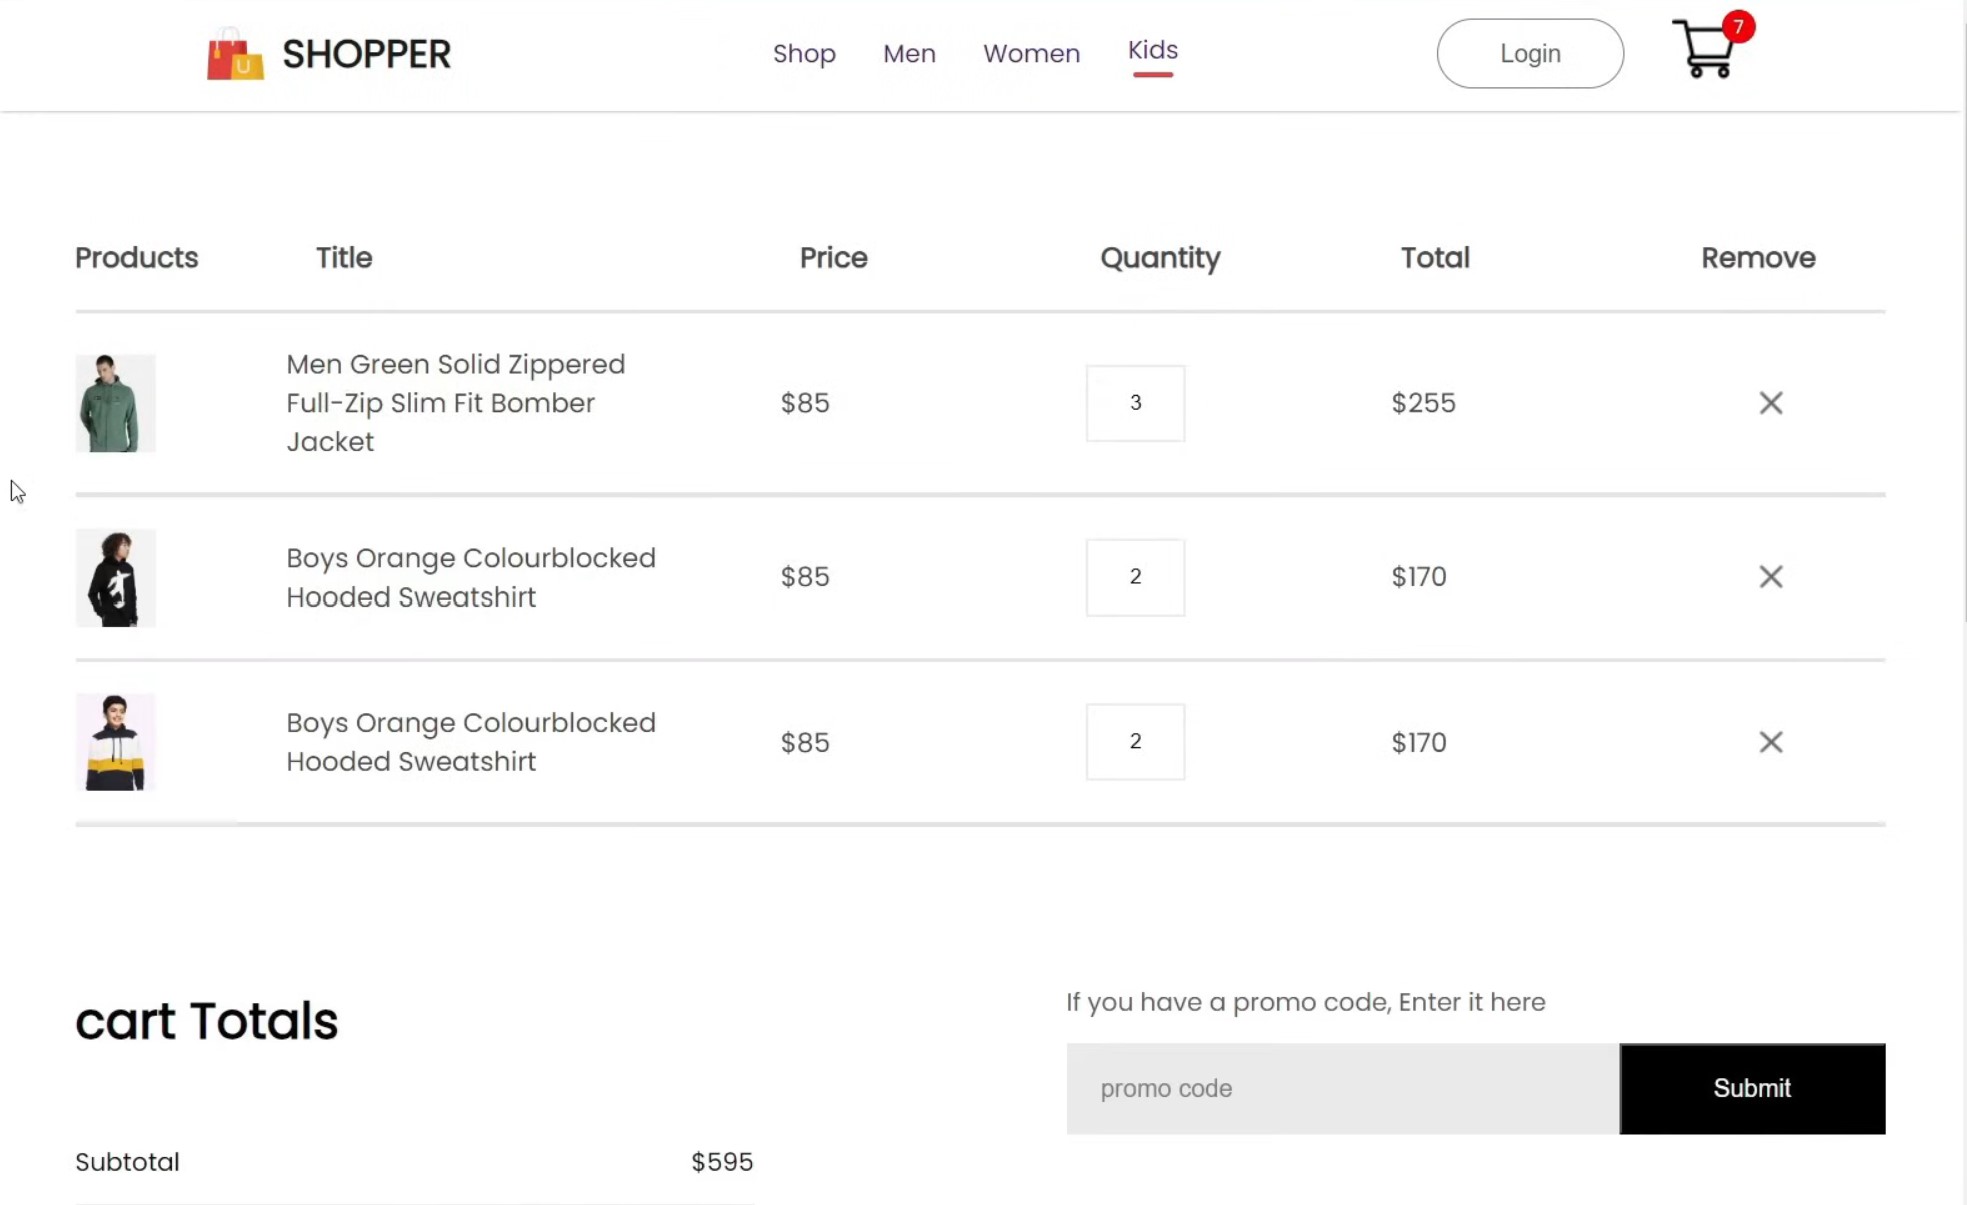 SHOPPER
Shop Men Women Kids
Login
7
Products Title Price Quantity Total Remove
Men Green Solid Zippered
Full-Zip Slim Fit Bomber
Jacket
$85 3 $255
Boys Orange Colourblocked
Hooded Sweatshirt
$85 2 $170
Boys Orange Colourblocked
Hooded Sweatshirt
$85 2 $170
cart Totals
Subtotal $595
If you have a promo code, Enter it here
promo code Submit